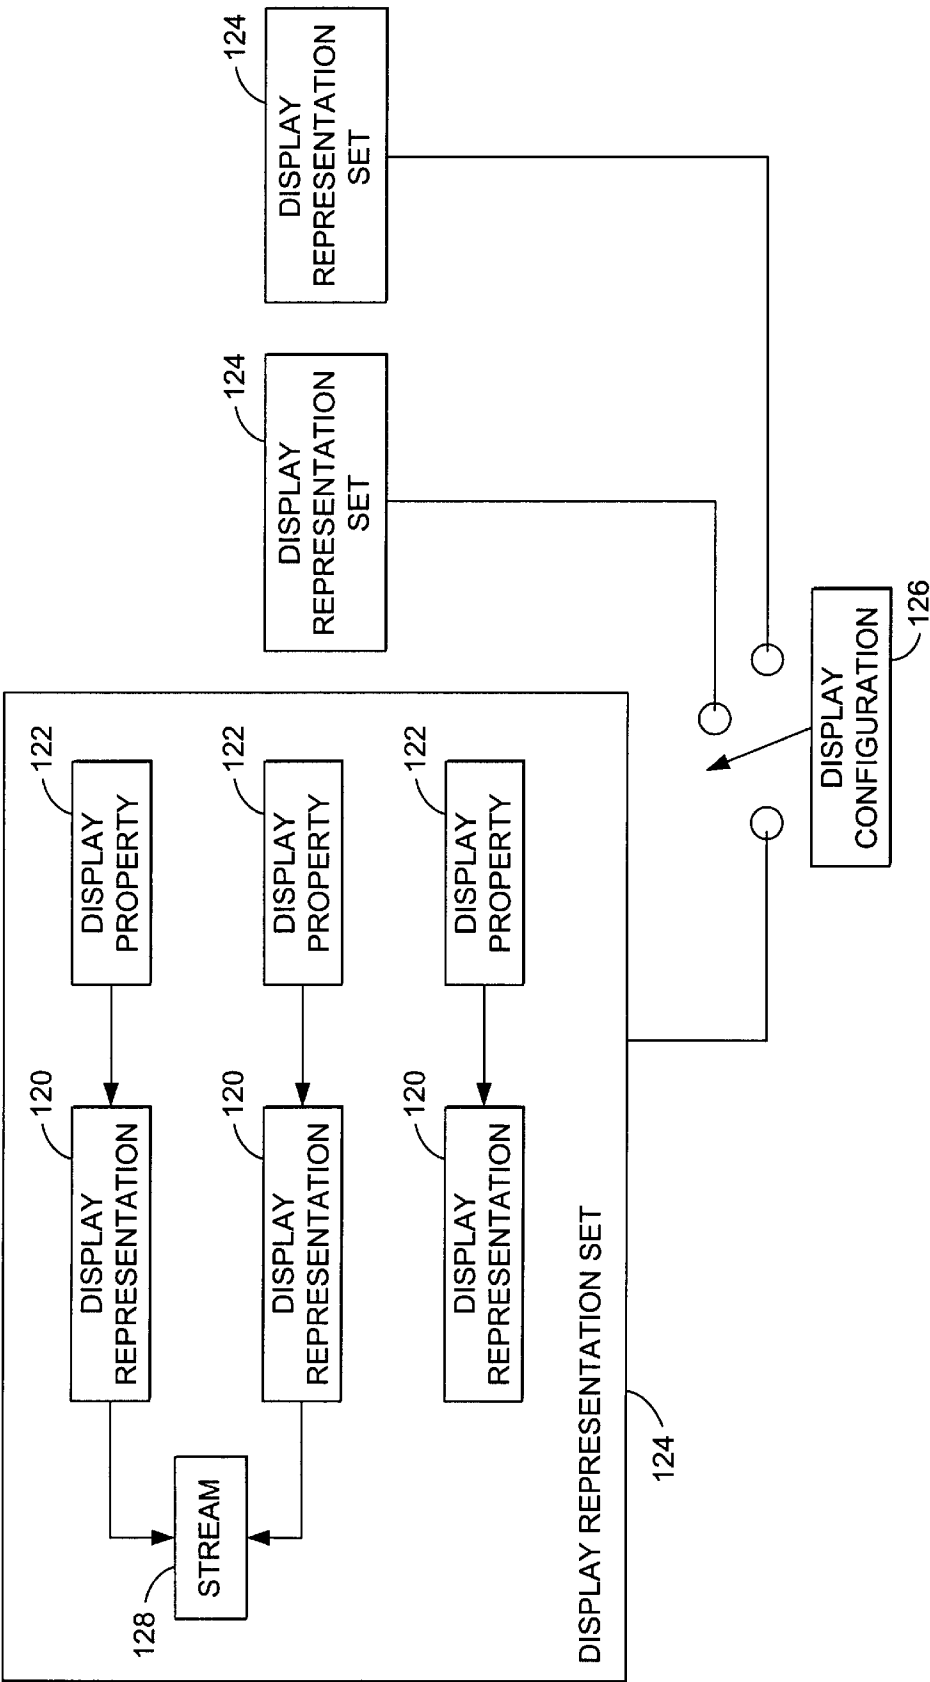 122
DISPLAY
PROPERTY
120
DISPLAY
REPRESENTATION
128
STREAM
122
DISPLAY
PROPERTY
120
DISPLAY
REPRESENTATION
122
DISPLAY
PROPERTY
120
DISPLAY
REPRESENTATION
DISPLAY REPRESENTATION SET
124
124
DISPLAY
REPRESENTATION
SET
124
DISPLAY
REPRESENTATION
SET
DISPLAY
CONFIGURATION
126